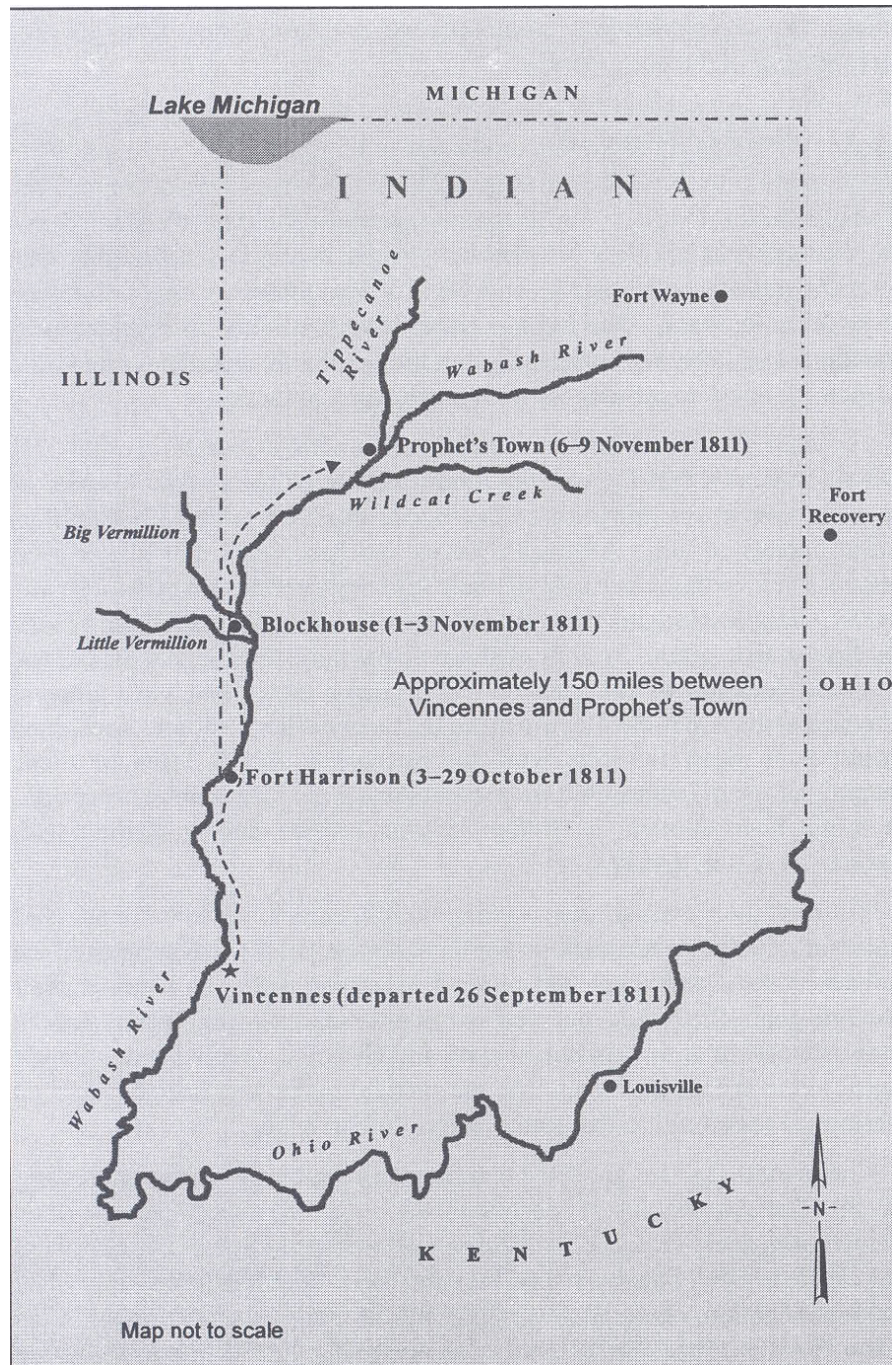 MICHIGAN
Lake Michigan
INDIANA
Tippecanoe
River
Fort Wayne
Wabash River
ILLINOIS
Prophet's Town (6–9 November 1811)
Wildcat Creek
Fort
Recovery
Big Vermillion
Blockhouse (1–3 November 1811)
Little Vermillion
Approximately 150 miles between
Vincennes and Prophet's Town
OHIO
Fort Harrison (3–29 October 1811)
Vincennes (departed 26 September 1811)
Wabash River
Louisville
Ohio River
KENTUCKY
-N-
Map not to scale